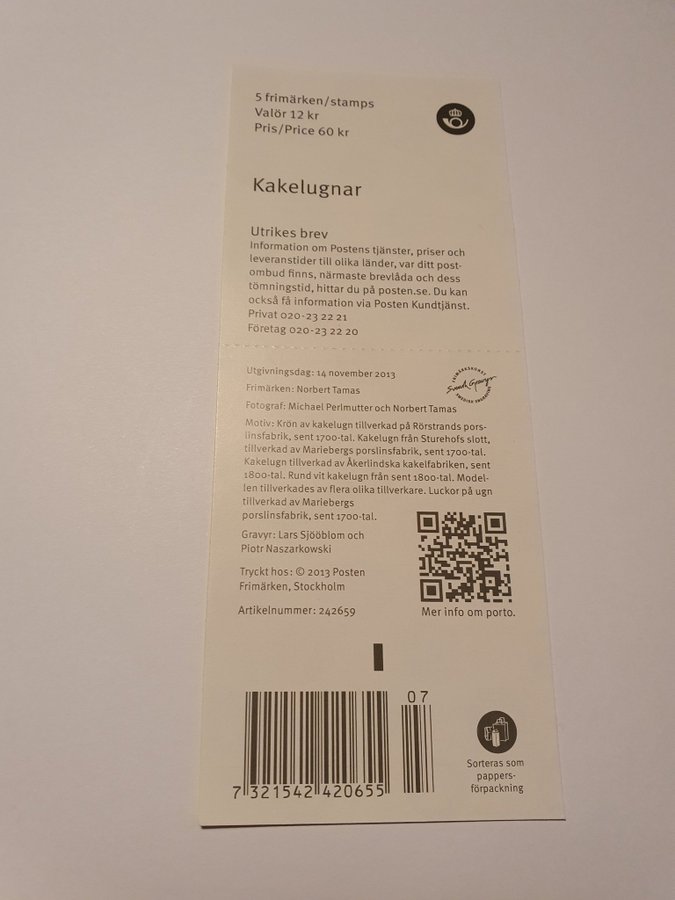 5 frimärken/stamps
Valör 12 kr
Pris/Price 60 kr
Kakelugnar
Utrikes brev
Information om Postens tjänster, priser och
leveranstider till olika länder, var ditt post-
ombud finns, närmaste brevlåda och dess
tömningstid, hittar du på posten.se. Du kan
också få information via Posten Kundtjänst.
Privat 020-23 22 21
Företag 020-23 22 20
Utgivningsdag: 14 november 2013
Frimärken: Norbert Tamas
Fotograf: Michael Perlmutter och Norbert Tamas
FRIMÄRKSKONST
Svensk Gravyr
SWEDISH ENGRAVING
Motiv: Krön av kakelugn tillverkad på Rörstrands pors-
linsfabrik, sent 1700-tal. Kakelugn från Sturehofs slott,
tillverkad av Mariebergs porslinsfabrik, sent 1700-tal.
Kakelugn tillverkad av Åkerlindska kakelfabriken, sent
1800-tal. Rund vit kakelugn från sent 1800-tal. Model-
len tillverkades av flera olika tillverkare. Luckor på ugn
tillverkad av Mariebergs
porslinsfabrik, sent 1700-tal.
Gravyr: Lars Sjööblom och
Piotr Naszarkowski
Tryckt hos: © 2013 Posten
Frimärken, Stockholm
Artikelnummer: 242659
Mer info om porto.
07
7 321542 420655
Sorteras som
pappers-
förpackning